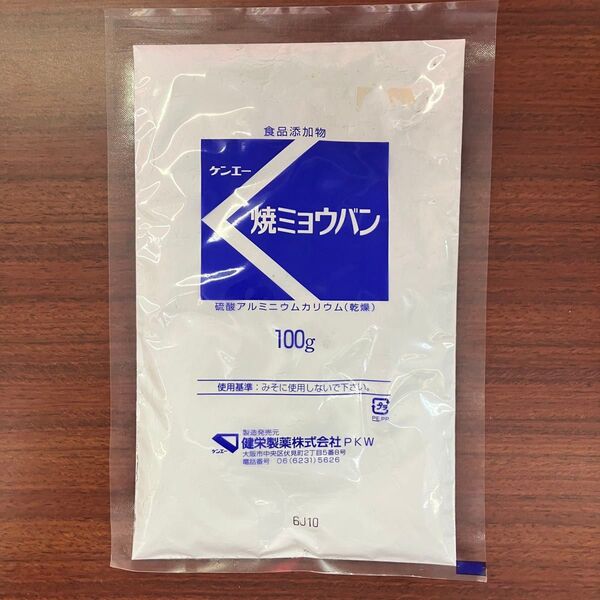 食品添加物
ケンエー
焼ミョウバン
硫酸アルミニウムカリウム(乾燥)
100g
使用基準:みそに使用しないで下さい。
プラ
PE,PP
製造発売元
ケンエー
健栄製薬株式会社 PKW
大阪市中央区伏見町2丁目5番8号
電話番号 06(6231)5626
6J10